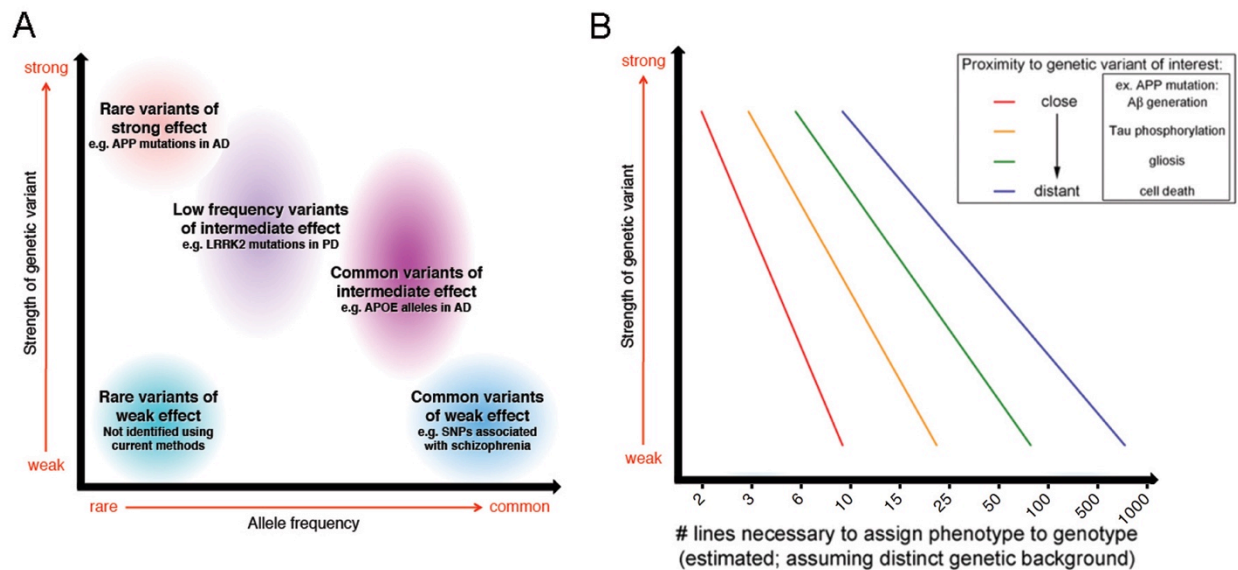 A
strong
Strength of genetic variant
weak
Rare variants of
strong effect
e.g. APP mutations in AD
Low frequency variants
of intermediate effect
e.g. LRRK2 mutations in PD
Common variants of
intermediate effect
e.g. APOE alleles in AD
Rare variants of
weak effect
Not identified using
current methods
Common variants
of weak effect
e.g. SNPs associated
with schizophrenia
rare
common
Allele frequency
B
strong
Strength of genetic variant
weak
Proximity to genetic variant of interest:
close
distant
ex. APP mutation:
Aβ generation
Tau phosphorylation
gliosis
cell death
2
3
6
10
15
25
50
100
500
1000
# lines necessary to assign phenotype to genotype
(estimated; assuming distinct genetic background)